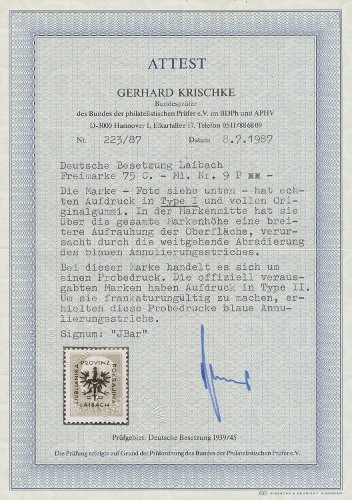 ATTEST
GERHARD KRISCHKE
Bundesprüfer
des Bundes der philatelistischen Prüfer e.V. im BDPh und APHV
D-3000 Hannover 1, Elkartallee 17, Telefon 0511/886809
Nr. 223/87 Datum 8.7.1987
Deutsche Besetzung Laibach
Freimarke 75 C. - Mi. Nr. 9 P ** -
Die Marke - Foto siehe unten - hat ech-
ten Aufdruck in Type I und vollen Ori-
ginalgummi. In der Markenmitte hat sie
über die gesamte Markenhöhe eine brei-
tere Aufrauhung der Oberfläche, verur-
sacht durch die weitgehende Abradierung
des blauen Annulierungsstriches.
Bei dieser Marke handelt es sich um
einen Probedruck. Die offiziell veraus-
gabten Marken haben Aufdruck in Type II.
Um sie frankaturungültig zu machen, er-
hielten diese Probedrucke blaue Annu-
lierungsstriche.
Signum: "JBar"
PROVINZ
LJUBLJANSKA
POKRAJINA
LAIBACH
Prüfgebiet: Deutsche Besetzung 1939/45
Die Prüfung erfolgte auf Grund der Prüfordnung des Bundes der Philatelistischen Prüfer e.V.